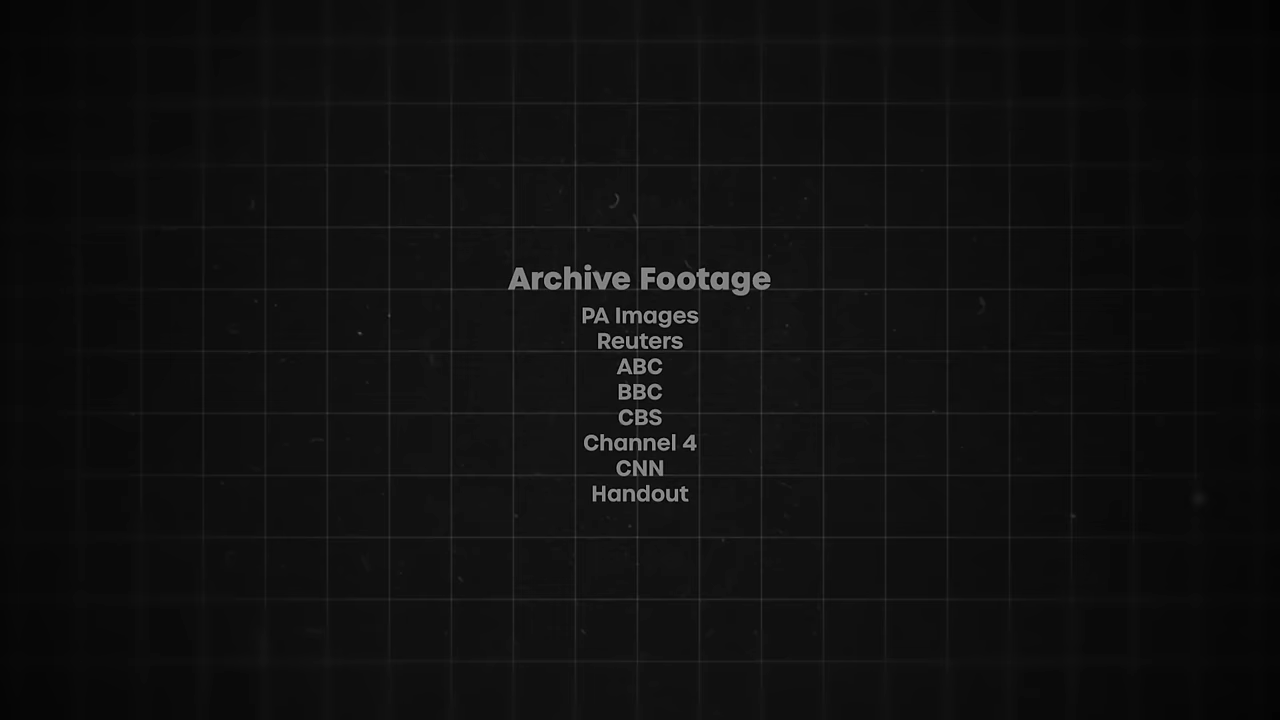 Archive Footage
PA Images
Reuters
ABC
BBC
CBS
Channel 4
CNN
Handout